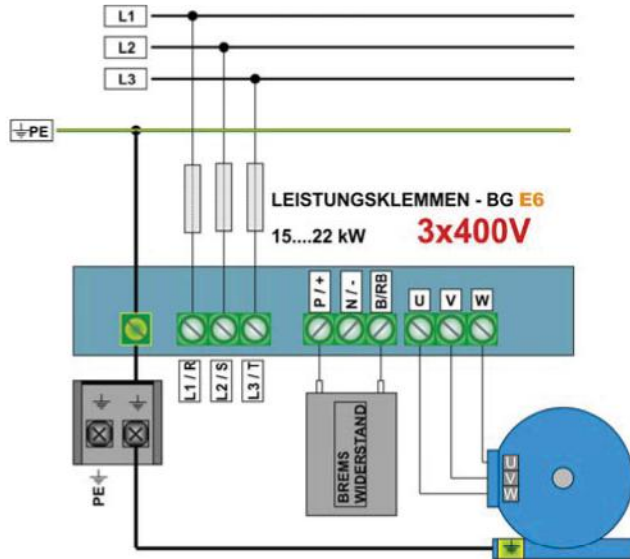 L1
L2
L3
⏚PE
LEISTUNGSKLEMMEN - BG E6
15....22 kW
3x400V
P / +
N / -
B/RB
U
V
W
L1 / R
L2 / S
L3 / T
PE
BREMS
WIDERSTAND
U
V
W